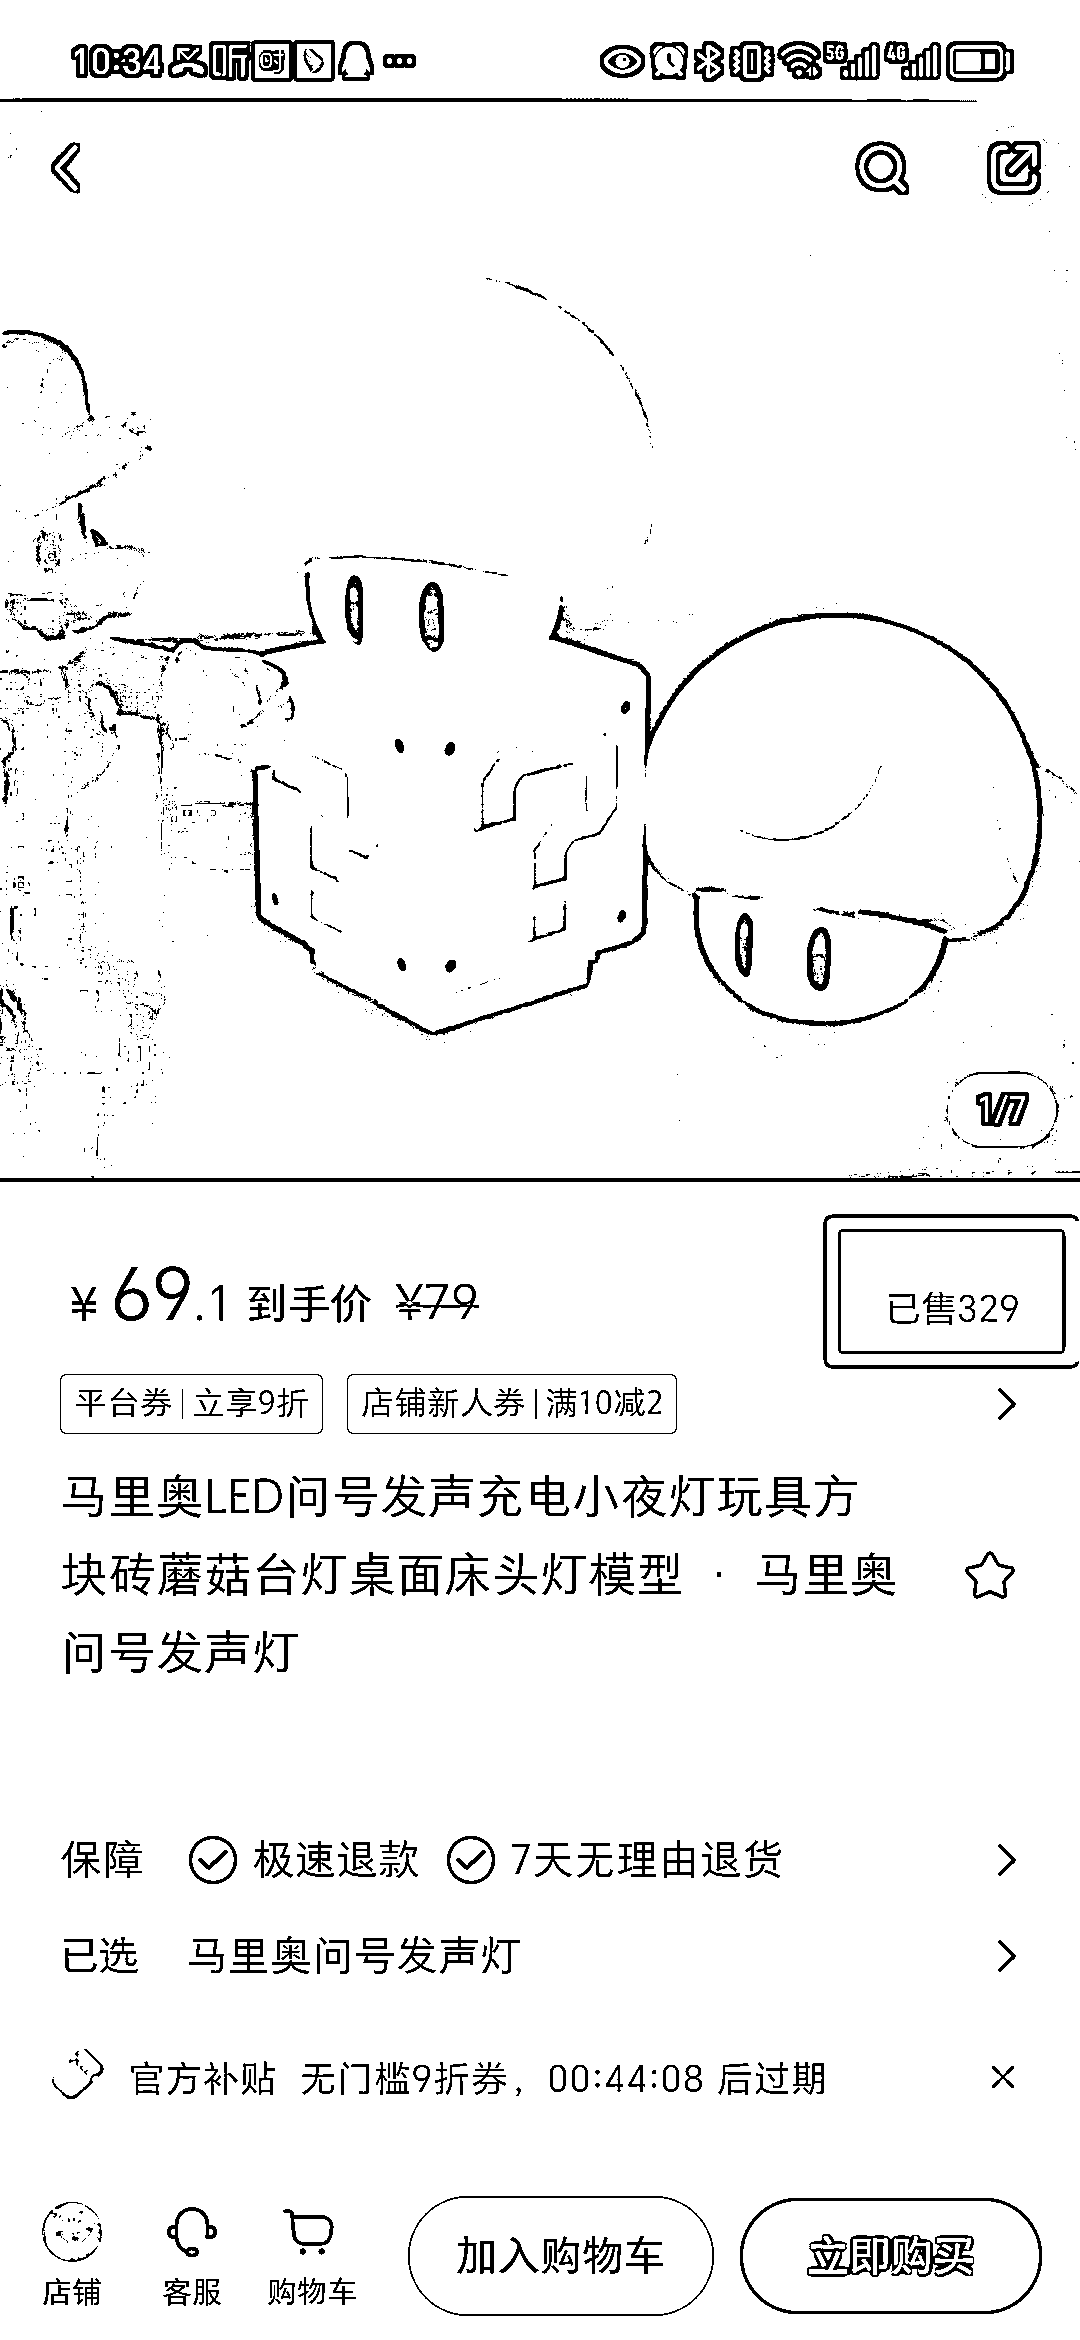 10:34 听 5G 4G
1/7
¥69.1 到手价 ¥79 已售329
平台券|立享9折 店铺新人券|满10减2
马里奥LED问号发声充电小夜灯玩具方
块砖蘑菇台灯桌面床头灯模型 · 马里奥
问号发声灯
保障 极速退款 7天无理由退货
已选 马里奥问号发声灯
官方补贴 无门槛9折券，00:44:08 后过期
店铺 客服 购物车 加入购物车 立即购买